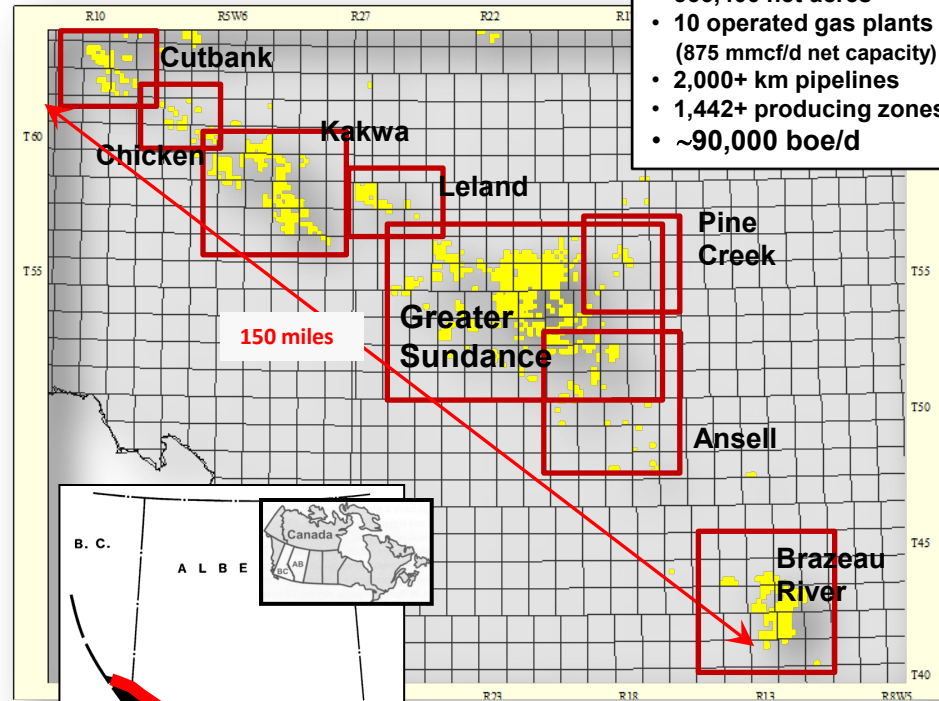 R10
R5W6
R27
R22
• 10 operated gas plants
(875 mmcf/d net capacity)
• 2,000+ km pipelines
• 1,442+ producing zones
• ~90,000 boe/d
Cutbank
T60
Kakwa
Chicken
Leland
Pine
Creek
T55
T55
Greater
Sundance
150 miles
T50
Ansell
T45
B. C.
A L B E
Canada
BC
AB
Brazeau
River
T40
R23
R18
R13
R8W5